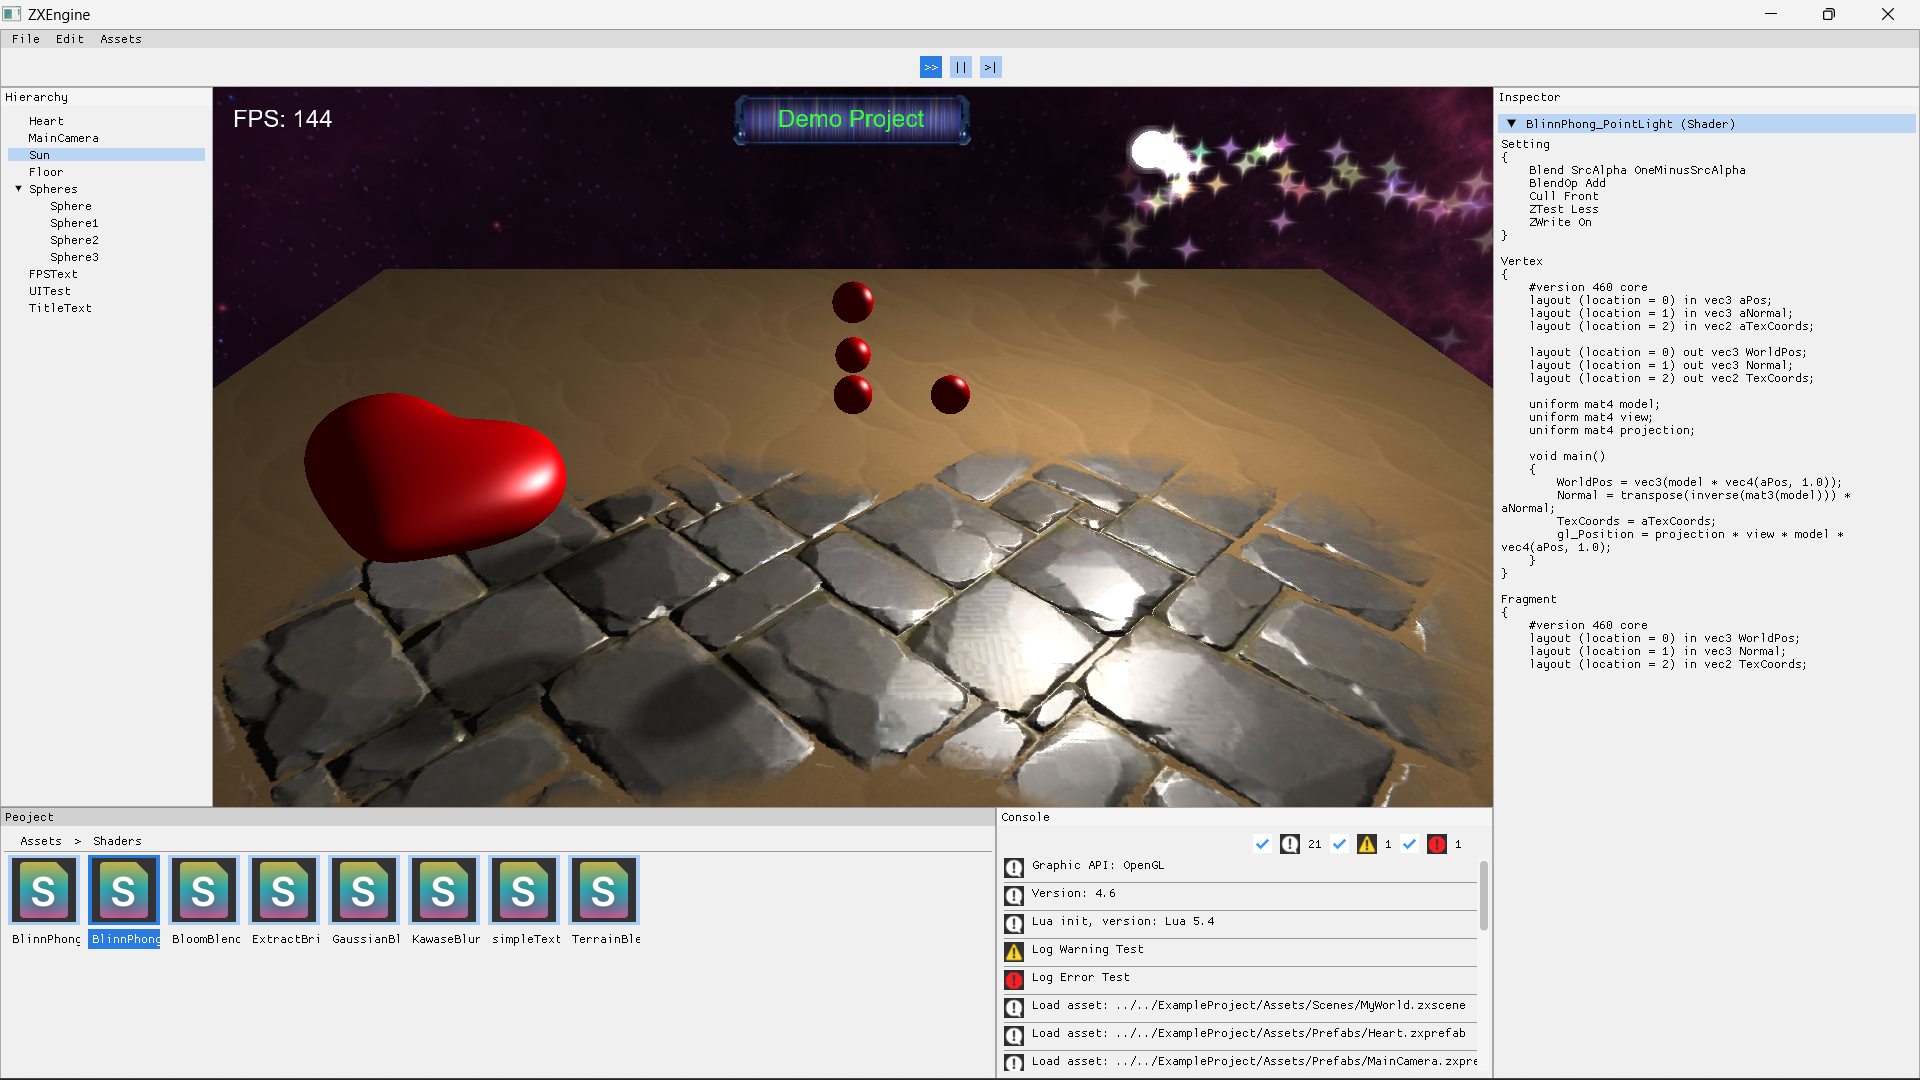 ZXEngine
File Edit Assets
>> || >|
Hierarchy
Heart
MainCamera
Sun
Floor
Spheres
Sphere
Sphere1
Sphere2
Sphere3
FPSText
UITest
TitleText
FPS: 144
Demo Project
Inspector
BlinnPhong_PointLight (Shader)
Setting
{
Blend SrcAlpha OneMinusSrcAlpha
BlendOp Add
Cull Front
ZTest Less
ZWrite On
}
Vertex
{
#version 460 core
layout (location = 0) in vec3 aPos;
layout (location = 1) in vec3 aNormal;
layout (location = 2) in vec2 aTexCoords;
layout (location = 0) out vec3 WorldPos;
layout (location = 1) out vec3 Normal;
layout (location = 2) out vec2 TexCoords;
uniform mat4 model;
uniform mat4 view;
uniform mat4 projection;
void main()
{
WorldPos = vec3(model * vec4(aPos, 1.0));
Normal = transpose(inverse(mat3(model))) *
aNormal;
TexCoords = aTexCoords;
gl_Position = projection * view * model *
vec4(aPos, 1.0);
}
}
Fragment
{
#version 460 core
layout (location = 0) in vec3 WorldPos;
layout (location = 1) in vec3 Normal;
layout (location = 2) in vec2 TexCoords;
Peoject
Assets > Shaders
S S S S S S S S
BlinnPhong BlinnPhong BloomBlend ExtractBri GaussianBl KawaseBlur simpleText TerrainBle
Console
21 1 1
Graphic API: OpenGL
Version: 4.6
Lua init, version: Lua 5.4
Log Warning Test
Log Error Test
Load asset: ../../ExampleProject/Assets/Scenes/MyWorld.zxscene
Load asset: ../../ExampleProject/Assets/Prefabs/Heart.zxprefab
Load asset: ../../ExampleProject/Assets/Prefabs/MainCamera.zxpre